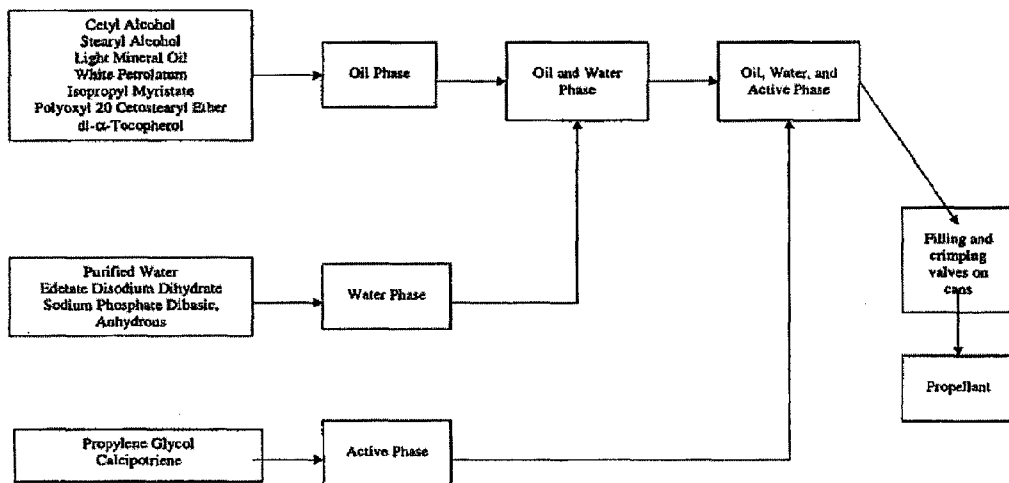 Cetyl Alcohol
Stearyl Alcohol
Light Mineral Oil
White Petrolatum
Isopropyl Myristate
Polyoxyl 20 Cetostearyl Ether
dl-α-Tocopherol
Oil Phase
Oil and Water
Phase
Oil, Water, and
Active Phase
Filling and
crimping
valves on
cans
Propellant
Purified Water
Edetate Disodium Dihydrate
Sodium Phosphate Dibasic,
Anhydrous
Water Phase
Propylene Glycol
Calcipotriene
Active Phase